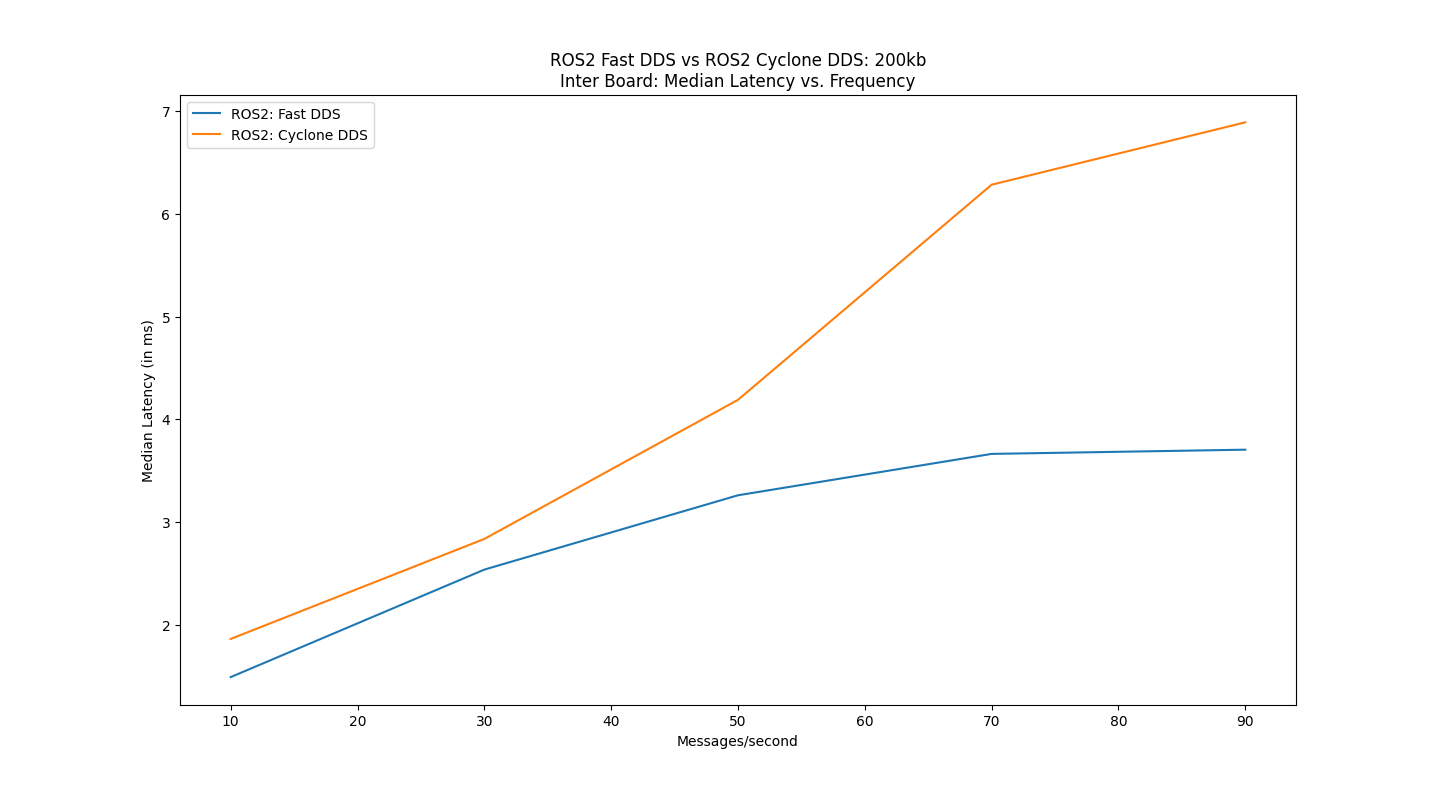 ROS2 Fast DDS vs ROS2 Cyclone DDS: 200kb
Inter Board: Median Latency vs. Frequency
ROS2: Fast DDS
ROS2: Cyclone DDS
Median Latency (in ms)
7
6
5
4
3
2
10 20 30 40 50 60 70 80 90
Messages/second